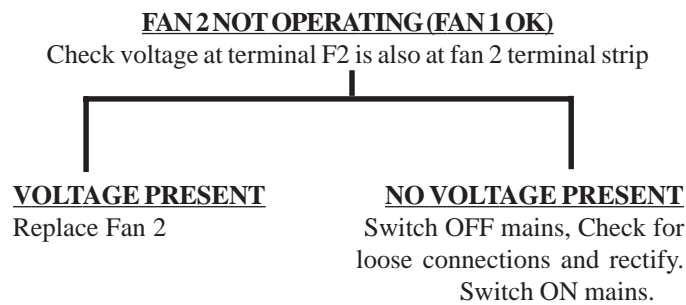 FAN 2 NOT OPERATING (FAN 1 OK)
Check voltage at terminal F2 is also at fan 2 terminal strip
VOLTAGE PRESENT
Replace Fan 2
NO VOLTAGE PRESENT
Switch OFF mains, Check for
loose connections and rectify.
Switch ON mains.